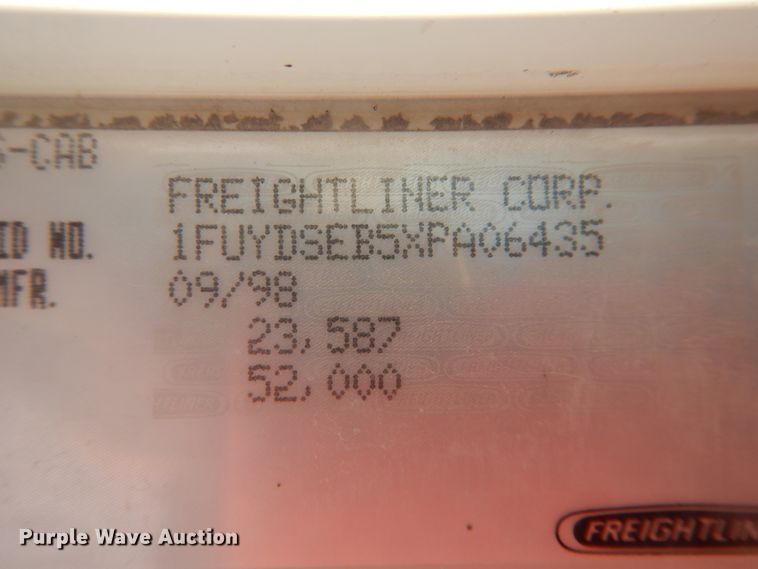 -CAB
FREIGHTLINER CORP.
ID NO. 1FUYDSEB5XPA06435
MFR. 09/98
23,587
52,000
FREIGHTLIN
Purple Wave Auction